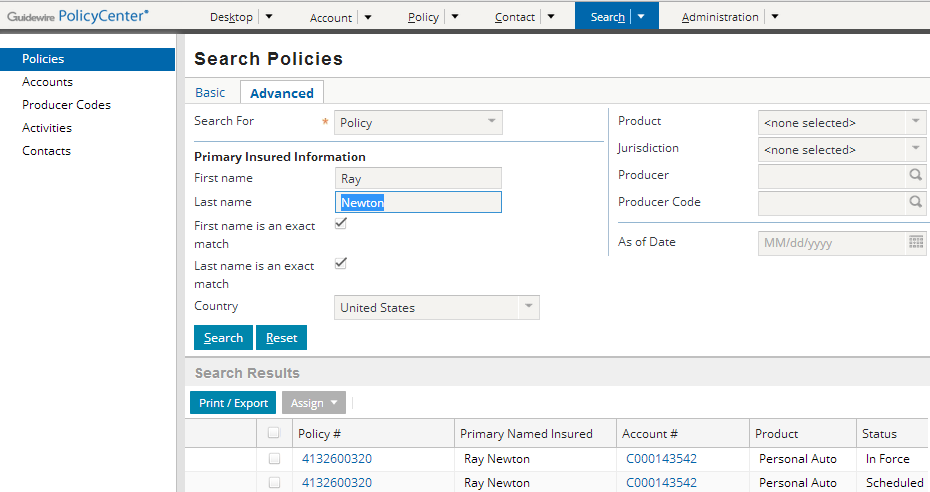 Guidewire PolicyCenter®
Desktop Account Policy Contact Search Administration
Policies
Accounts
Producer Codes
Activities
Contacts
Search Policies
Basic Advanced
Search For * Policy
Primary Insured Information
First name Ray
Last name Newton
First name is an exact
match
Last name is an exact
match
Country United States
Product <none selected>
Jurisdiction <none selected>
Producer
Producer Code
As of Date MM/dd/yyyy
Search Reset
Search Results
Print / Export Assign
Policy # Primary Named Insured Account # Product Status
4132600320 Ray Newton C000143542 Personal Auto In Force
4132600320 Ray Newton C000143542 Personal Auto Scheduled